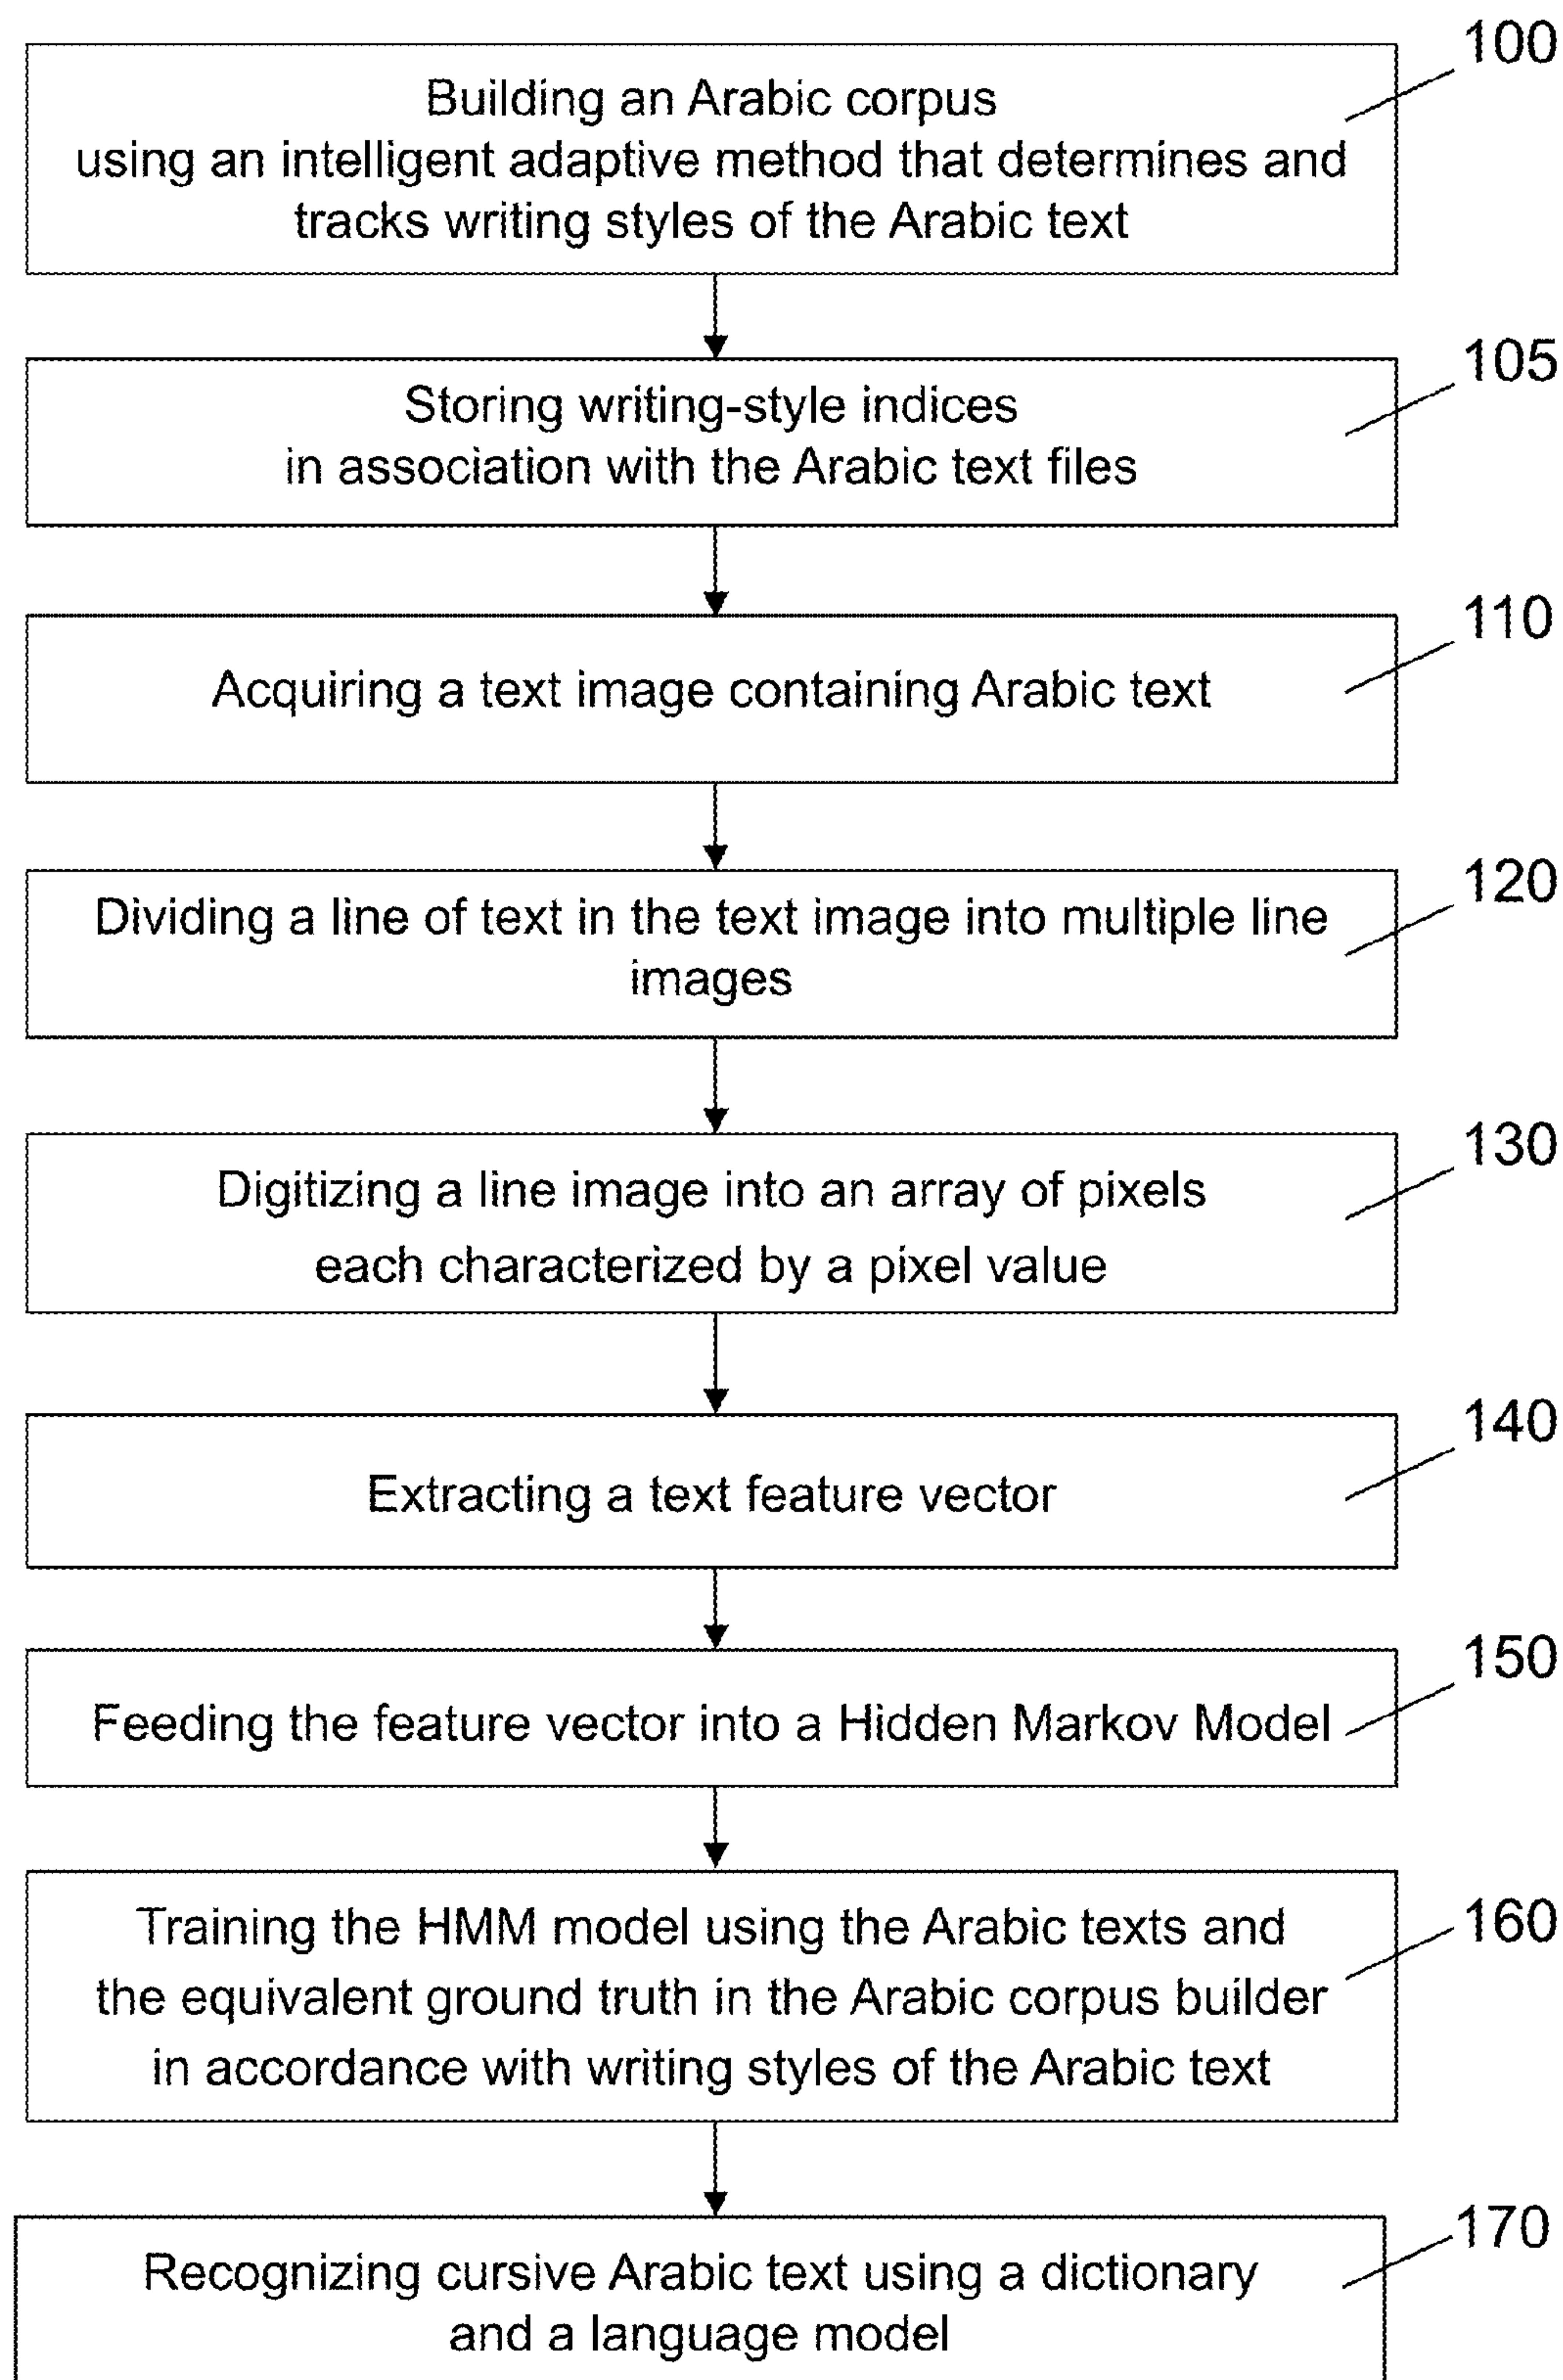 100
Building an Arabic corpus
using an intelligent adaptive method that determines and
tracks writing styles of the Arabic text
105
Storing writing-style indices
in association with the Arabic text files
110
Acquiring a text image containing Arabic text
120
Dividing a line of text in the text image into multiple line
images
130
Digitizing a line image into an array of pixels
each characterized by a pixel value
140
Extracting a text feature vector
150
Feeding the feature vector into a Hidden Markov Model
160
Training the HMM model using the Arabic texts and
the equivalent ground truth in the Arabic corpus builder
in accordance with writing styles of the Arabic text
170
Recognizing cursive Arabic text using a dictionary
and a language model